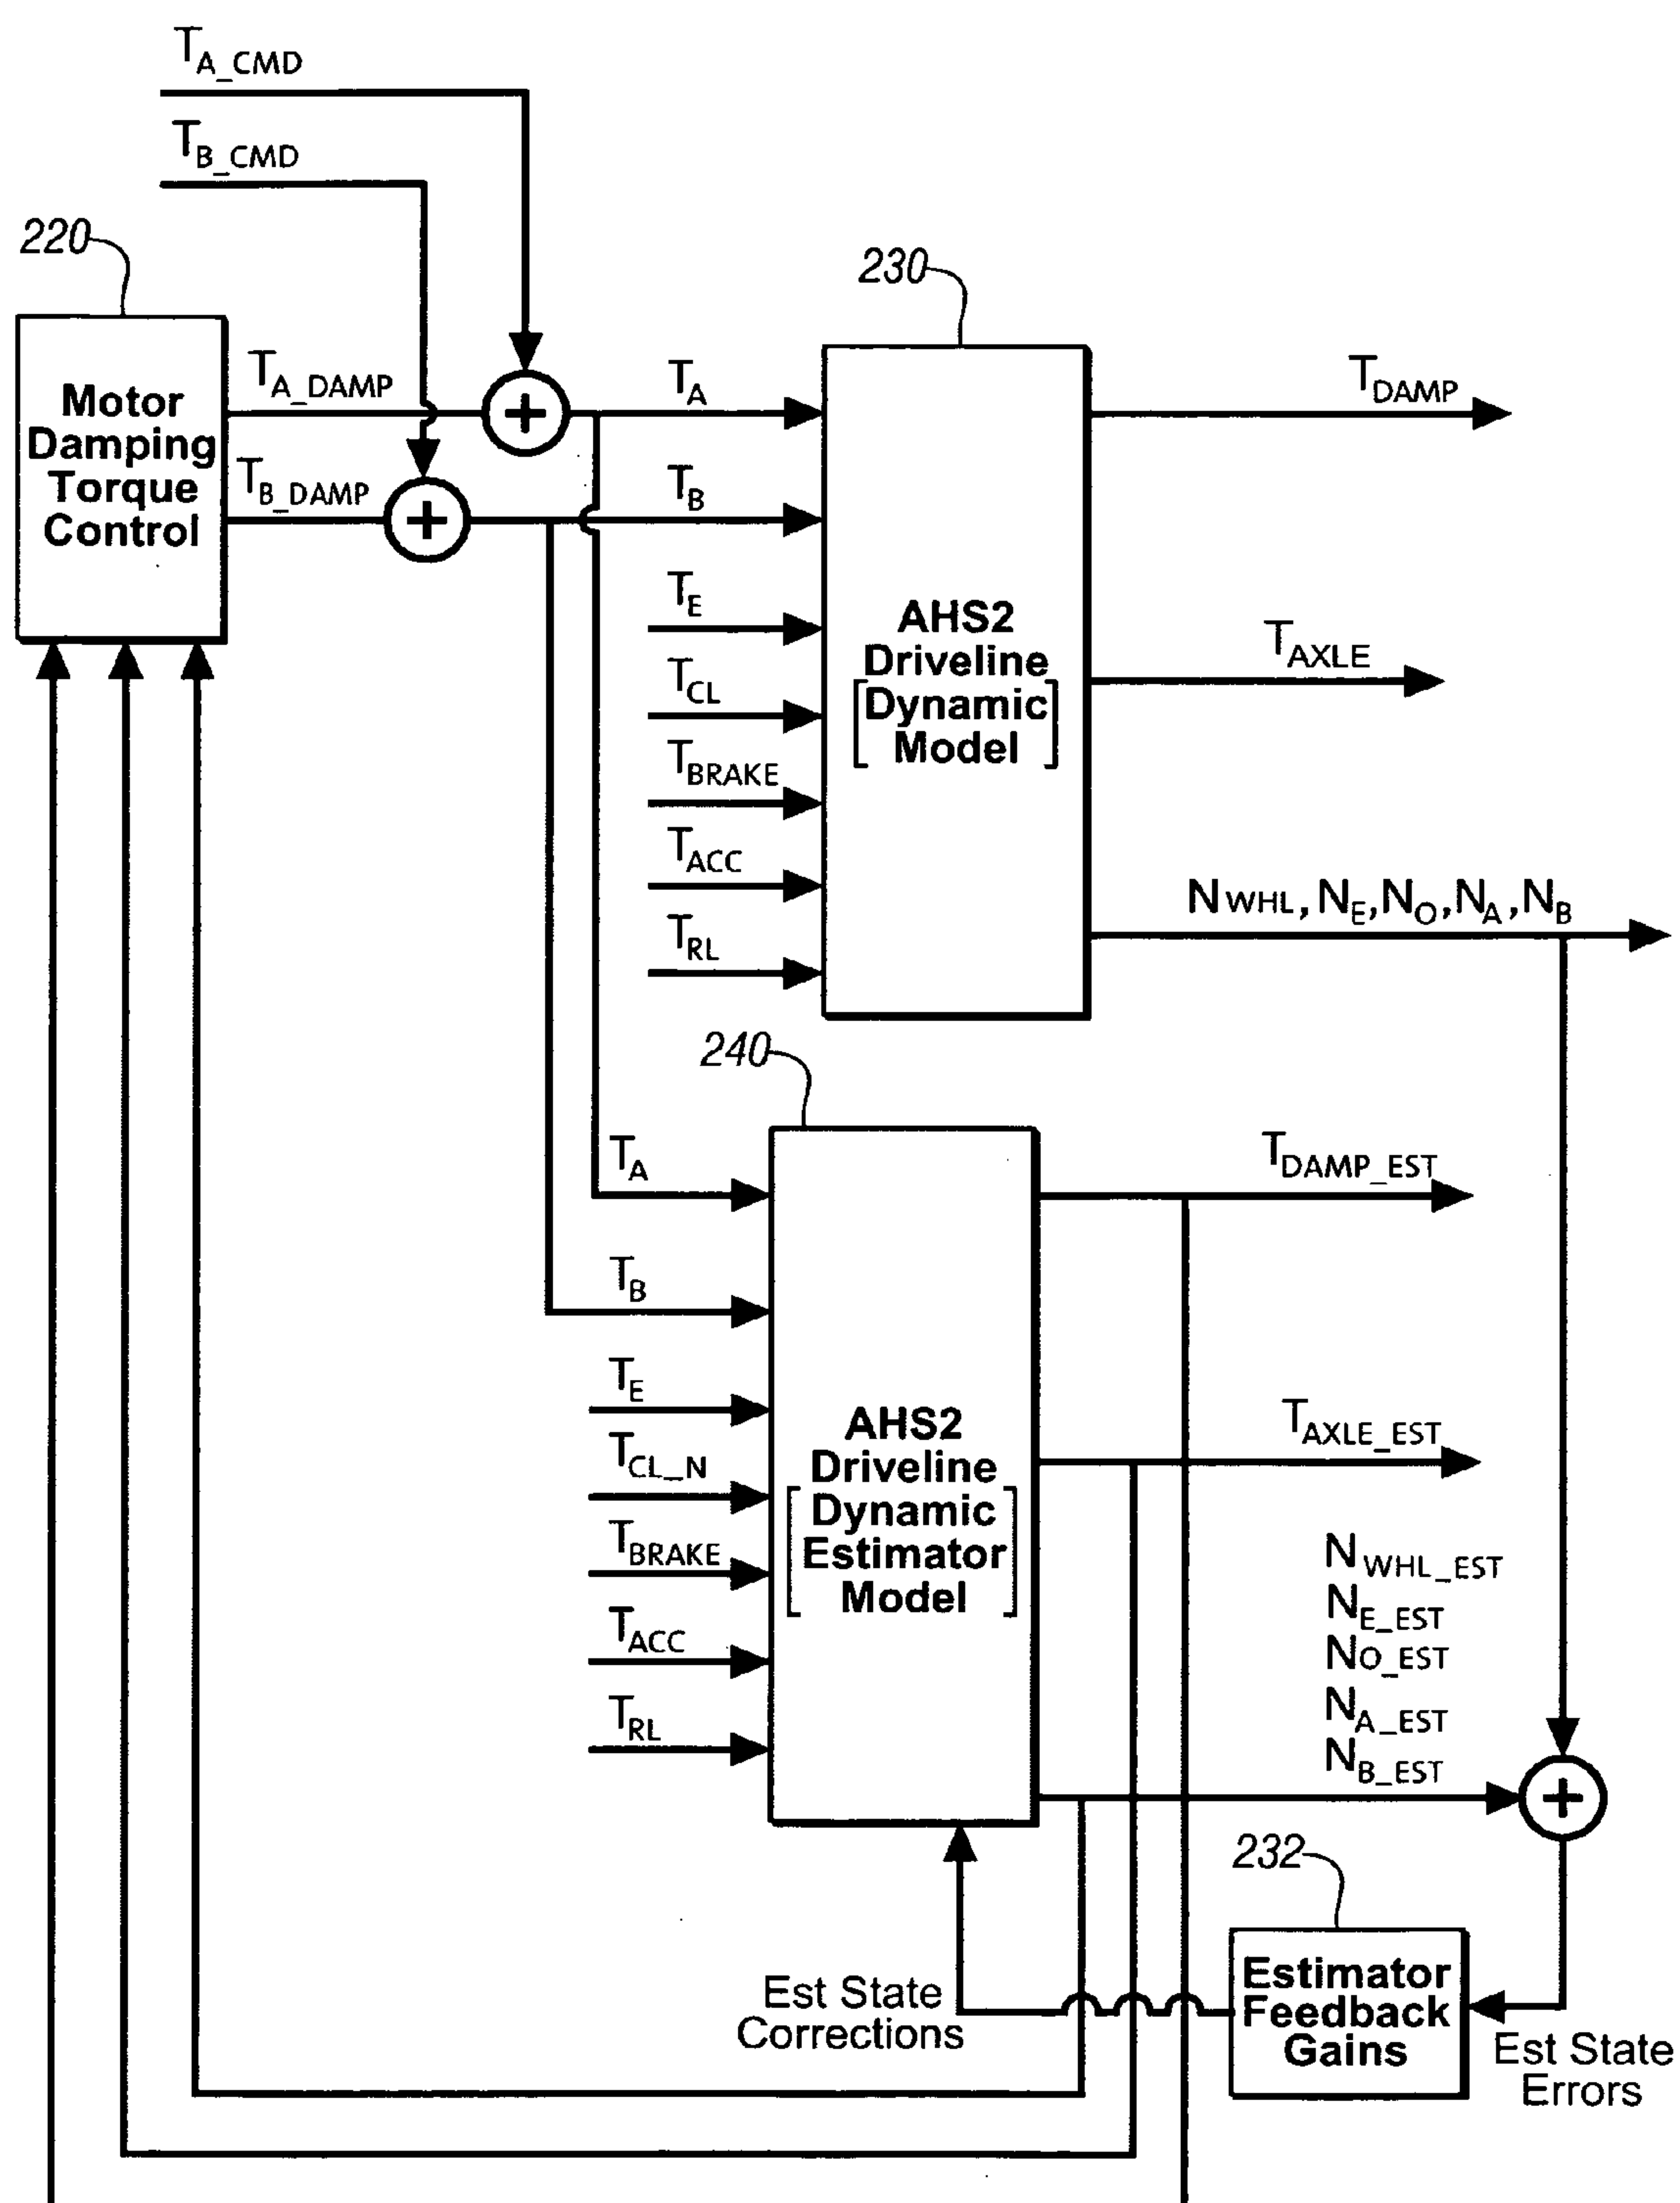 T_A_CMD
T_B_CMD
220
Motor
Damping
Torque
Control
T_A_DAMP
T_B_DAMP
+
+
230
T_A
T_B
T_E
T_CL
T_BRAKE
T_ACC
T_RL
AHS2
Driveline
Dynamic
Model
T_DAMP
T_AXLE
N_WHL, N_E, N_O, N_A, N_B
240
T_A
T_B
T_E
T_CL_N
T_BRAKE
T_ACC
T_RL
AHS2
Driveline
Dynamic
Estimator
Model
T_DAMP_EST
T_AXLE_EST
N_WHL_EST
N_E_EST
N_O_EST
N_A_EST
N_B_EST
+
232
Estimator
Feedback
Gains
Est State
Corrections
Est State
Errors